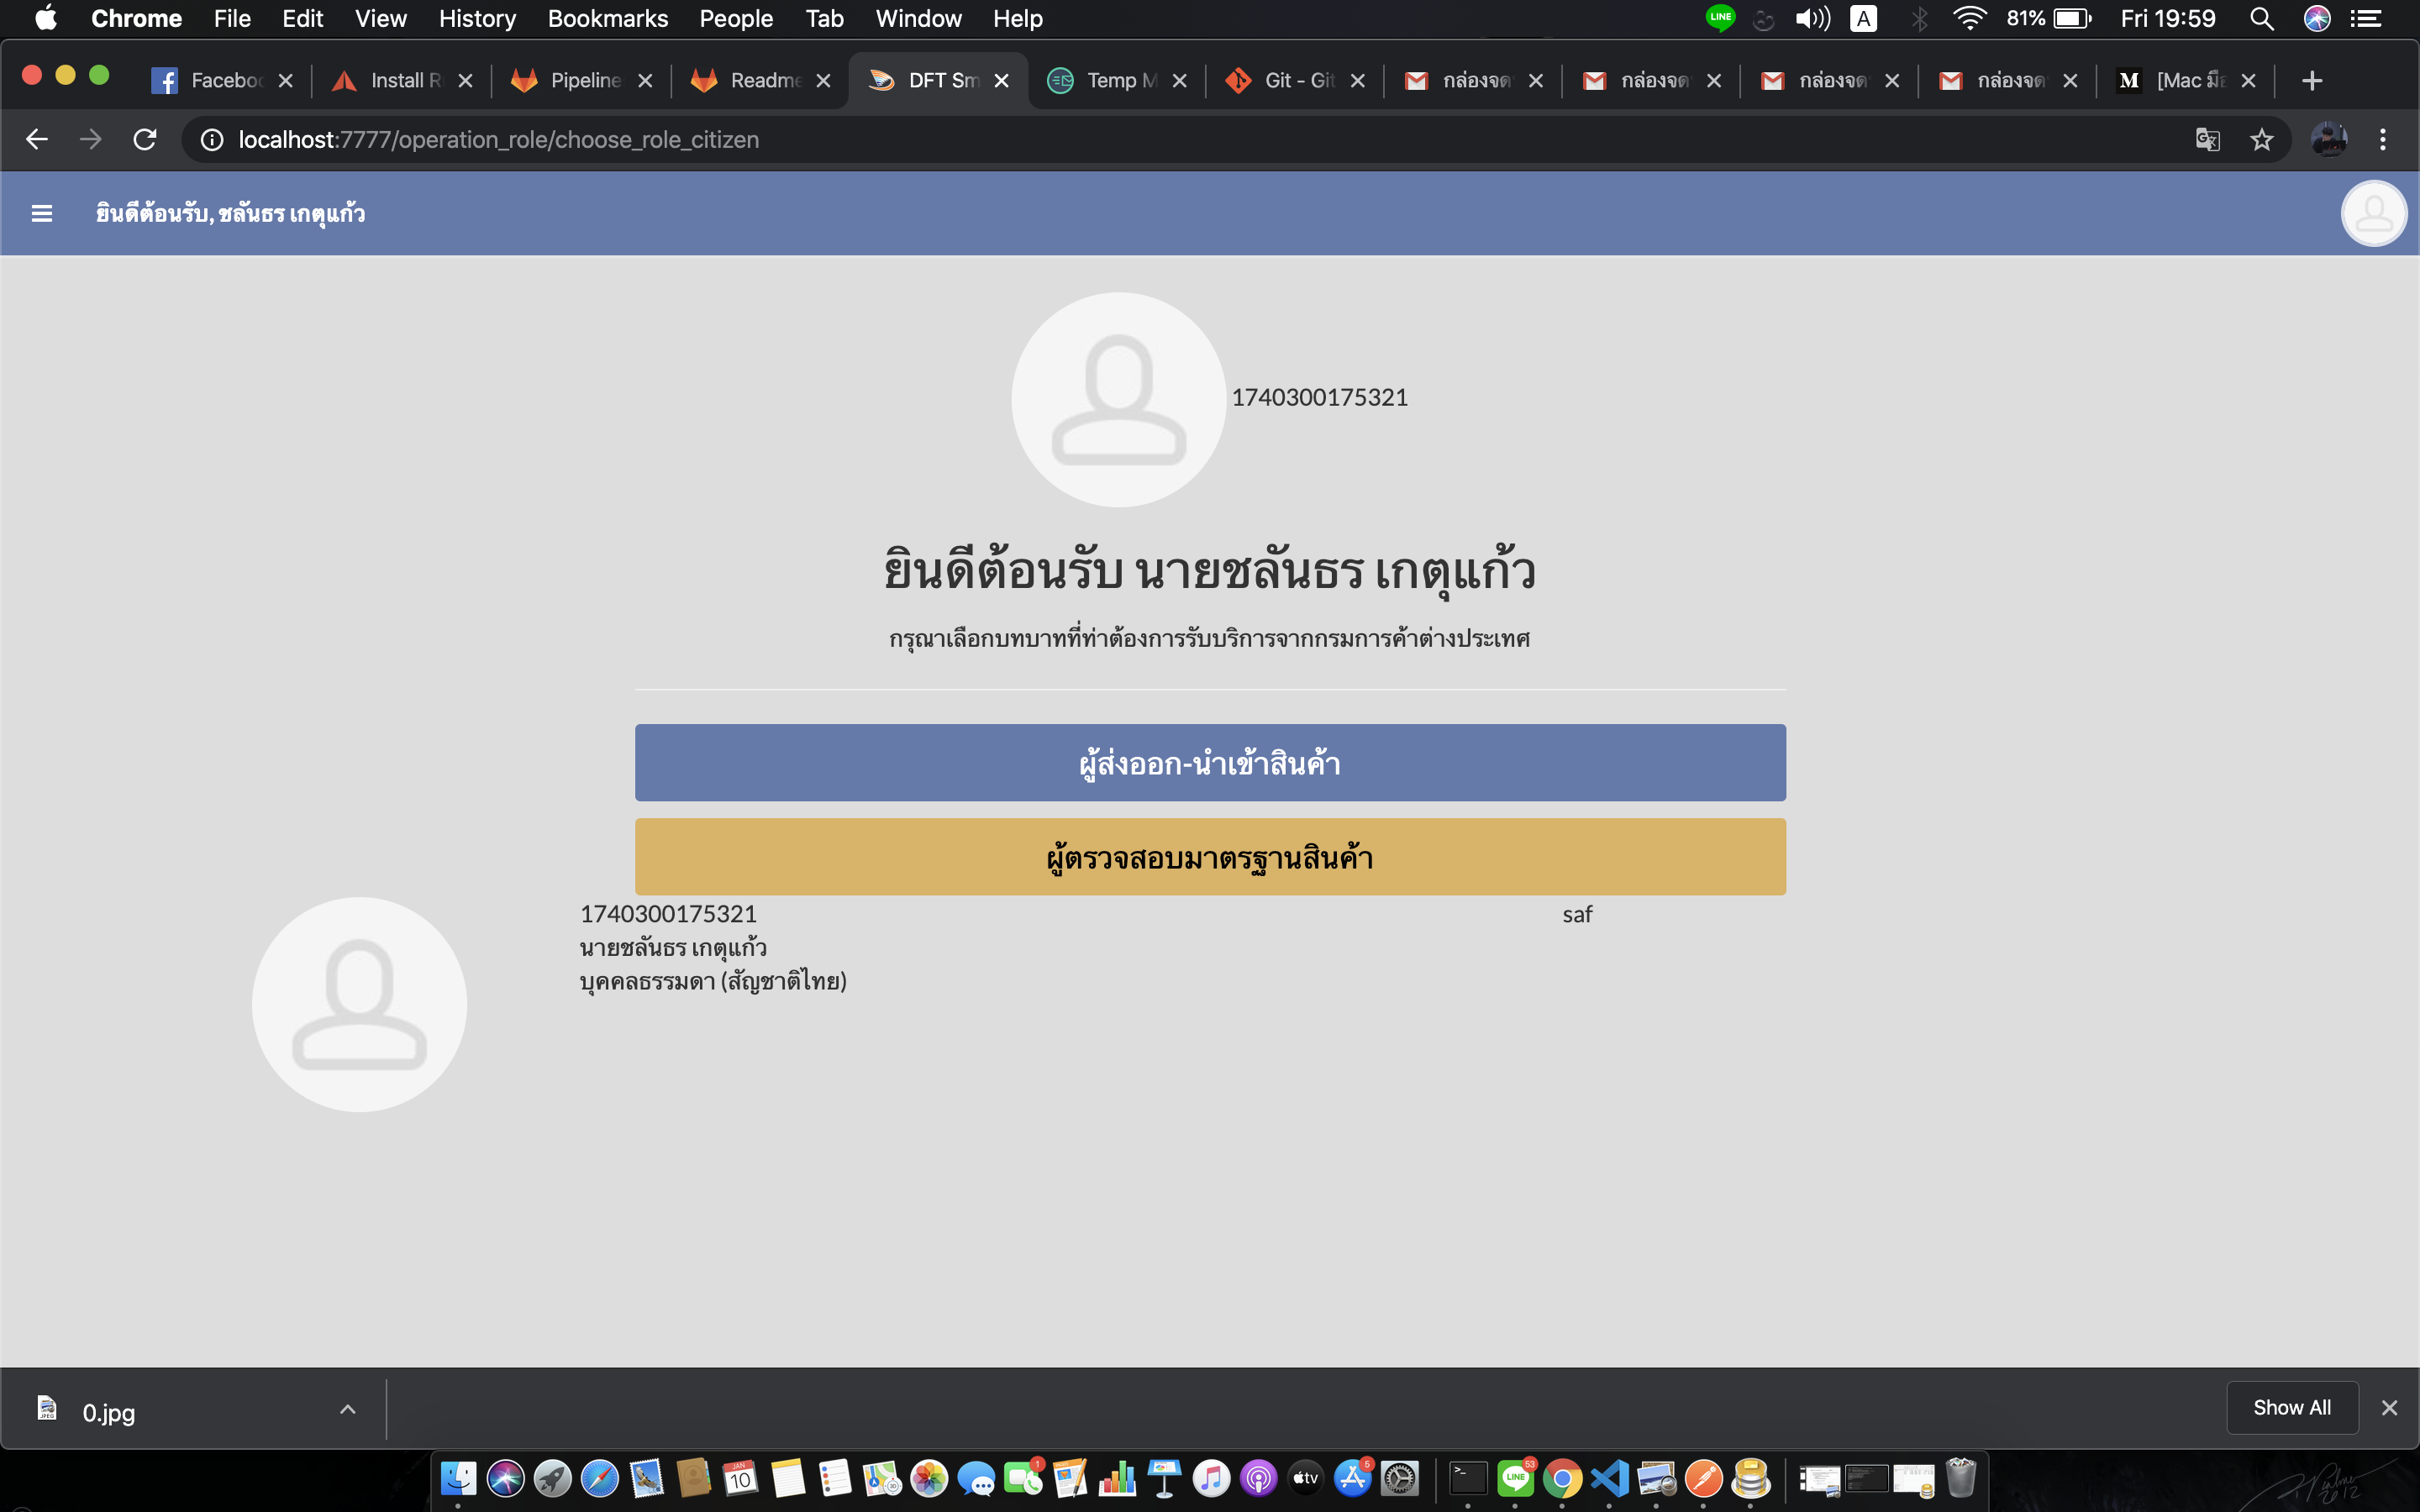 Chrome File Edit View History Bookmarks People Tab Window Help LINE A 81% Fri 19:59
Faceboo Install R Pipeline Readme DFT Sm Temp M Git - Git กล่องจด กล่องจด กล่องจด กล่องจด M [Mac มือ
localhost:7777/operation_role/choose_role_citizen
ยินดีต้อนรับ, ชลันธร เกตุแก้ว
1740300175321
ยินดีต้อนรับ นายชลันธร เกตุแก้ว
กรุณาเลือกบทบาทที่ท่าต้องการรับบริการจากกรมการค้าต่างประเทศ
ผู้ส่งออก-นำเข้าสินค้า
ผู้ตรวจสอบมาตรฐานสินค้า
1740300175321 saf
นายชลันธร เกตุแก้ว
บุคคลธรรมดา (สัญชาติไทย)
0.jpg Show All
JAN 10 1 tv 5 LINE 53